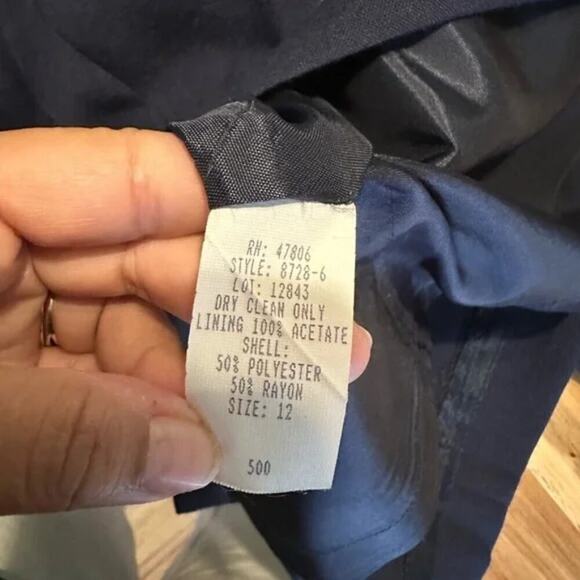 RN: 47806
STYLE: 8728-6
LOT: 12843
DRY CLEAN ONLY
LINING 100% ACETATE
SHELL:
50% POLYESTER
50% RAYON
SIZE: 12
500